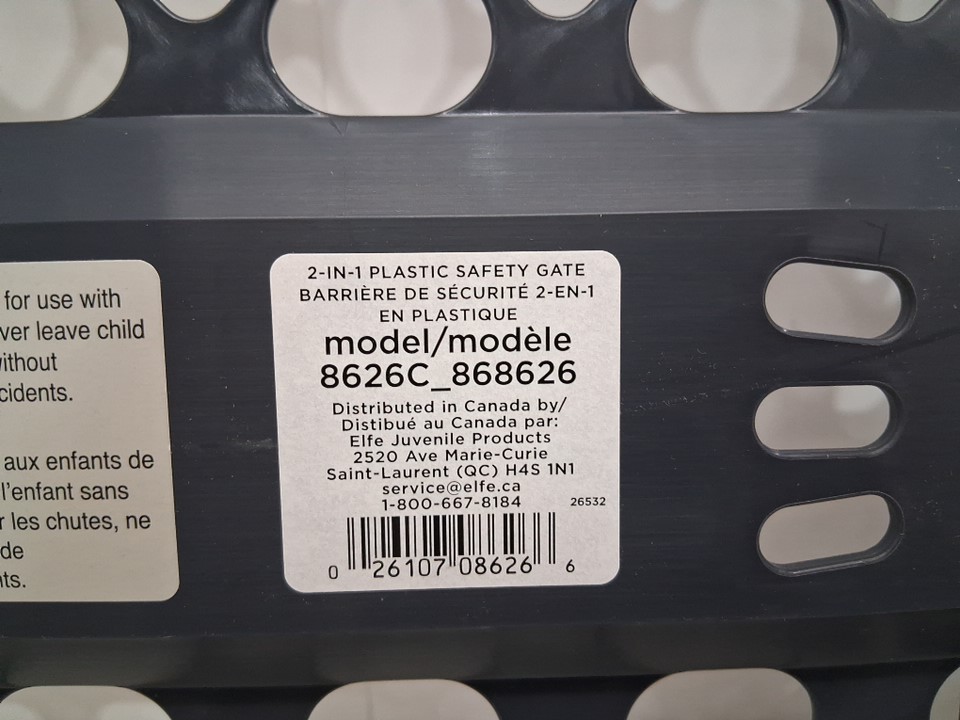 for use with
ver leave child
ithout
cidents.
aux enfants de
l'enfant sans
r les chutes, ne
de
nts.
2-IN-1 PLASTIC SAFETY GATE
BARRIÈRE DE SÉCURITÉ 2-EN-1
EN PLASTIQUE
model/modèle
8626C_868626
Distributed in Canada by/
Distibué au Canada par:
Elfe Juvenile Products
2520 Ave Marie-Curie
Saint-Laurent (QC) H4S 1N1
service@elfe.ca
1-800-667-8184
26532
0 26107 08626 6